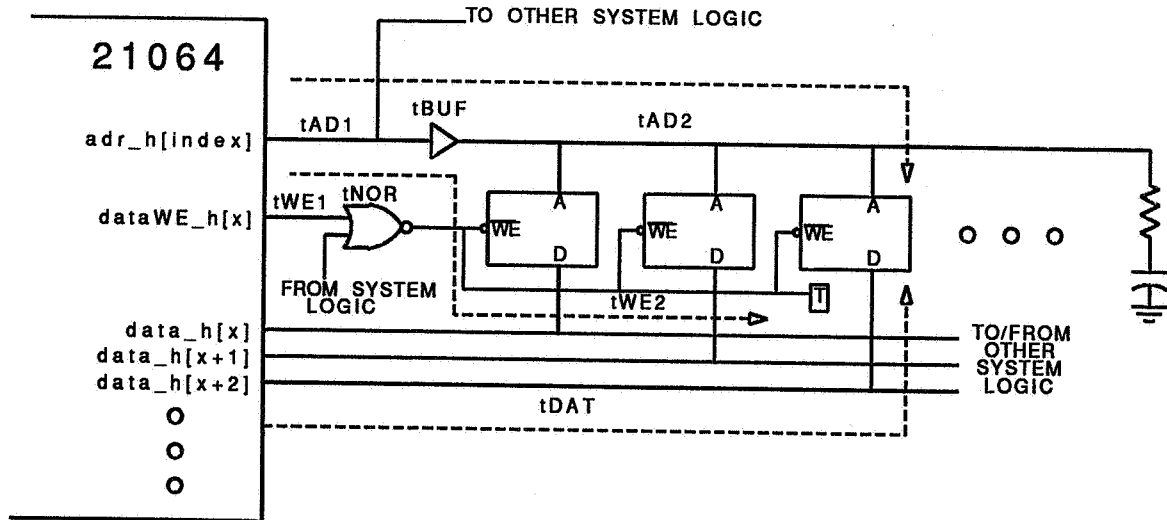 TO OTHER SYSTEM LOGIC
21064
tBUF
tAD1
tAD2
adr_h[index]
tWE1
tNOR
dataWE_h[x]
A
A
A
WE
WE
WE
D
D
D
FROM SYSTEM
LOGIC
tWE2
T
data_h[x]
data_h[x+1]
data_h[x+2]
TO/FROM
OTHER
SYSTEM
LOGIC
tDAT